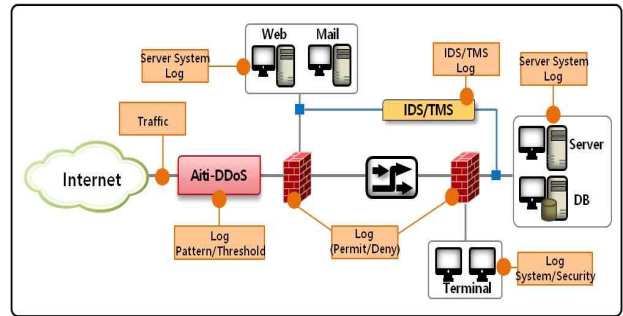 Web Mail
Server System
Log
IDS/TMS
Log
Server System
Log
Traffic
IDS/TMS
Internet
Aiti-DDoS
Server
DB
Log
Pattern/Threshold
Log
(Permit/Deny)
Terminal
Log
System/Security